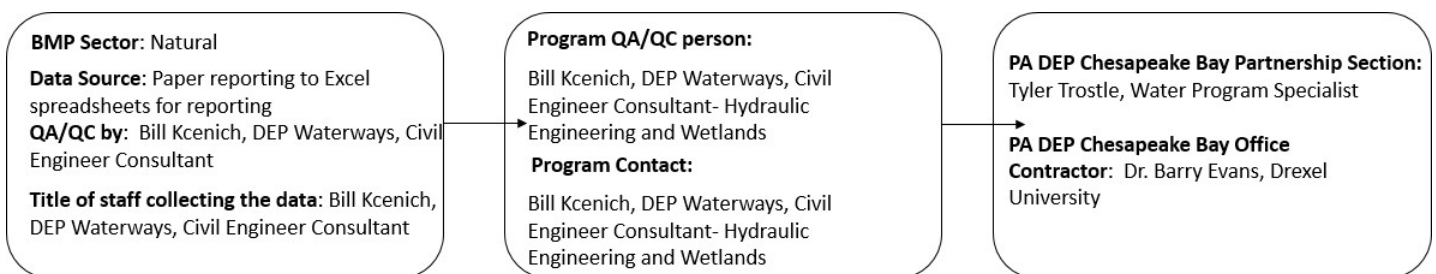 BMP Sector: Natural
Data Source: Paper reporting to Excel
spreadsheets for reporting
QA/QC by:  Bill Kcenich, DEP Waterways, Civil
Engineer Consultant
Title of staff collecting the data: Bill Kcenich,
DEP Waterways, Civil Engineer Consultant
Program QA/QC person:
Bill Kcenich, DEP Waterways, Civil
Engineer Consultant- Hydraulic
Engineering and Wetlands
Program Contact:
Bill Kcenich, DEP Waterways, Civil
Engineer Consultant- Hydraulic
Engineering and Wetlands
PA DEP Chesapeake Bay Partnership Section:
Tyler Trostle, Water Program Specialist
PA DEP Chesapeake Bay Office
Contractor:  Dr. Barry Evans, Drexel
University